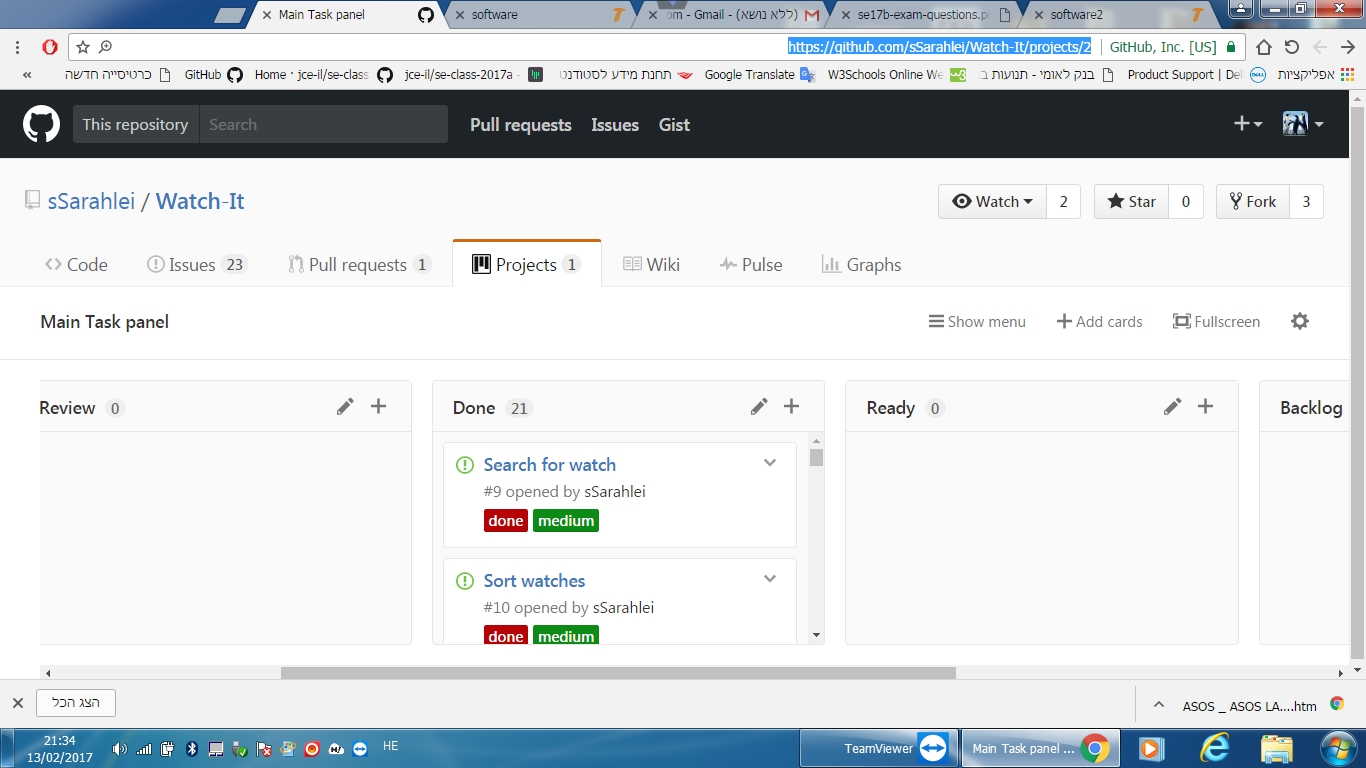 Main Task panel
software
(ללא נושא) - Gmail - om
se17b-exam-questions.p
software2
https://github.com/sSarahlei/Watch-It/projects/2
GitHub, Inc. [US]
«
כרטיסייה חדשה
GitHub
Home · jce-il/se-class
jce-il/se-class-2017a -
תחנת מידע לסטודנט
Google Translate
W3Schools Online We
בנק לאומי - תנועות ב
Product Support | Del
אפליקציות
This repository
Search
Pull requests
Issues
Gist
sSarahlei / Watch-It
Watch
2
Star
0
Fork
3
Code
Issues 23
Pull requests 1
Projects 1
Wiki
Pulse
Graphs
Main Task panel
Show menu
Add cards
Fullscreen
Review 0
Done 21
Ready 0
Backlog
Search for watch
#9 opened by sSarahlei
done medium
Sort watches
#10 opened by sSarahlei
done medium
הצג הכל
ASOS _ ASOS LA....htm
21:34
13/02/2017
HE
TeamViewer
Main Task panel ...